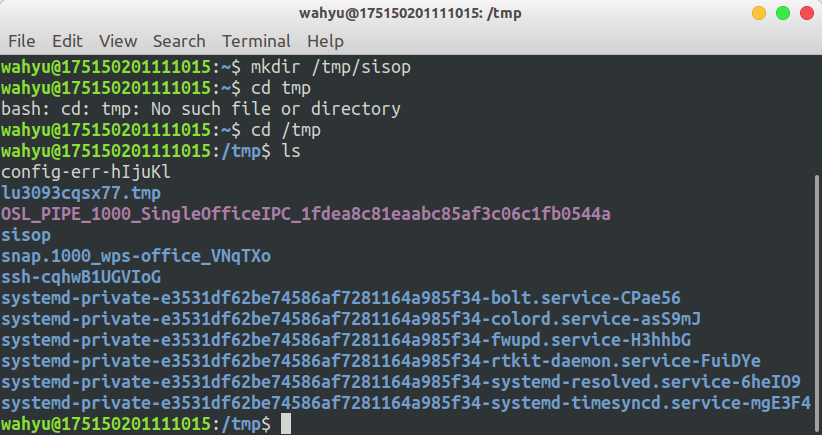 wahyu@175150201111015: /tmp
File Edit View Search Terminal Help
wahyu@175150201111015:~$ mkdir /tmp/sisop
wahyu@175150201111015:~$ cd tmp
bash: cd: tmp: No such file or directory
wahyu@175150201111015:~$ cd /tmp
wahyu@175150201111015:/tmp$ ls
config-err-hIjuKl
lu3093cqsx77.tmp
OSL_PIPE_1000_SingleOfficeIPC_1fdea8c81eaabc85af3c06c1fb0544a
sisop
snap.1000_wps-office_VNqTXo
ssh-cqhwB1UGVIoG
systemd-private-e3531df62be74586af7281164a985f34-bolt.service-CPae56
systemd-private-e3531df62be74586af7281164a985f34-colord.service-asS9mJ
systemd-private-e3531df62be74586af7281164a985f34-fwupd.service-H3hhbG
systemd-private-e3531df62be74586af7281164a985f34-rtkit-daemon.service-FuiDYe
systemd-private-e3531df62be74586af7281164a985f34-systemd-resolved.service-6heIO9
systemd-private-e3531df62be74586af7281164a985f34-systemd-timesyncd.service-mgE3F4
wahyu@175150201111015:/tmp$